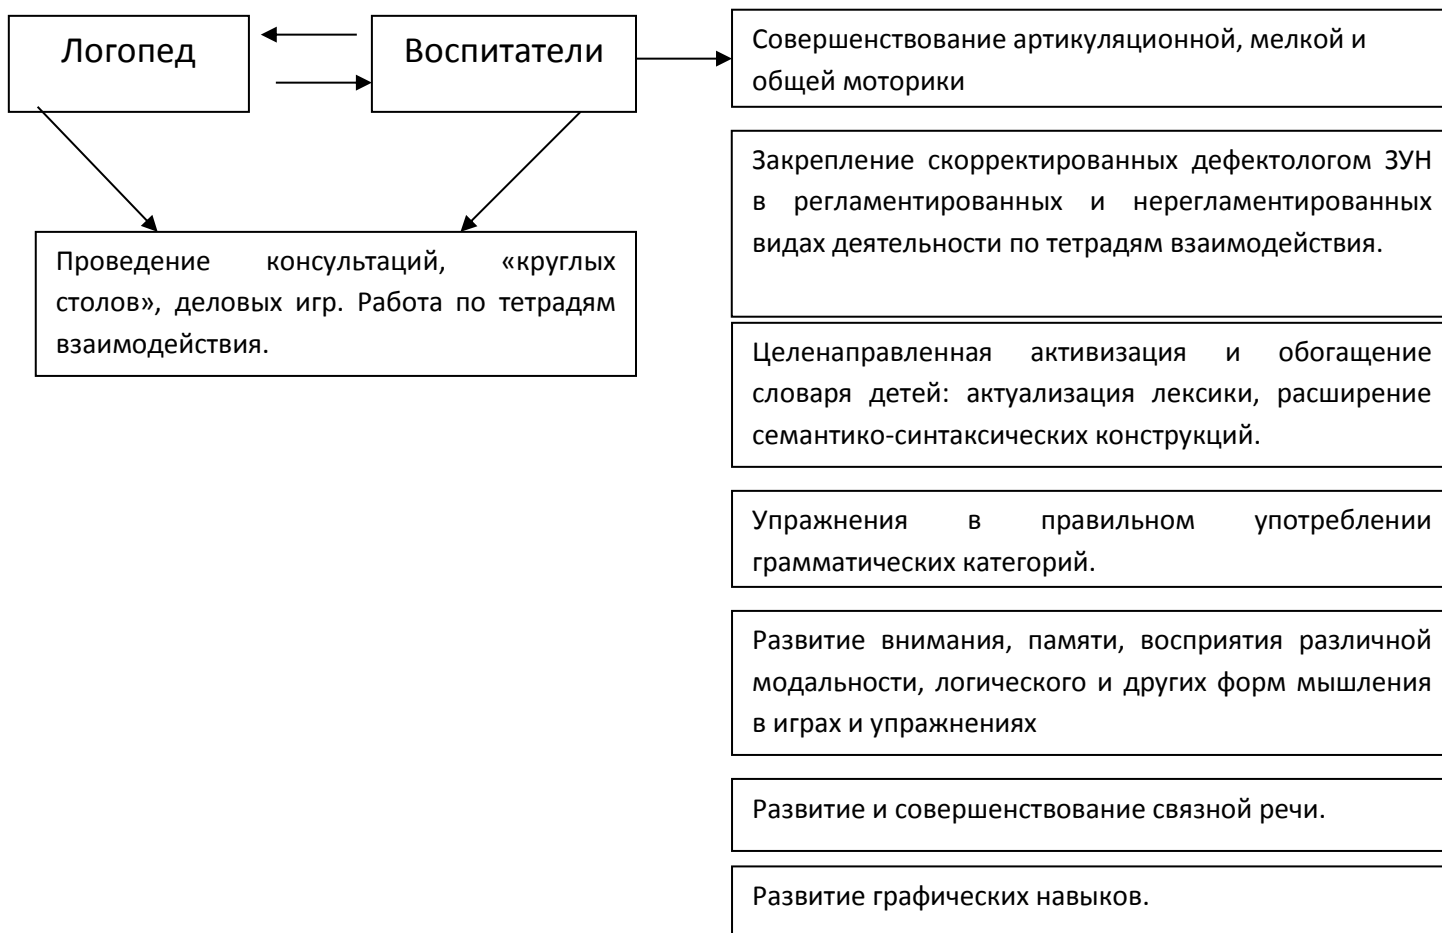 Логопед
Воспитатели
Совершенствование артикуляционной, мелкой и
общей моторики
Закрепление скорректированных дефектологом ЗУН
в регламентированных и нерегламентированных
видах деятельности по тетрадям взаимодействия.
Проведение консультаций, «круглых
столов», деловых игр. Работа по тетрадям
взаимодействия.
Целенаправленная активизация и обогащение
словаря детей: актуализация лексики, расширение
семантико-синтаксических конструкций.
Упражнения в правильном употреблении
грамматических категорий.
Развитие внимания, памяти, восприятия различной
модальности, логического и других форм мышления
в играх и упражнениях
Развитие и совершенствование связной речи.
Развитие графических навыков.